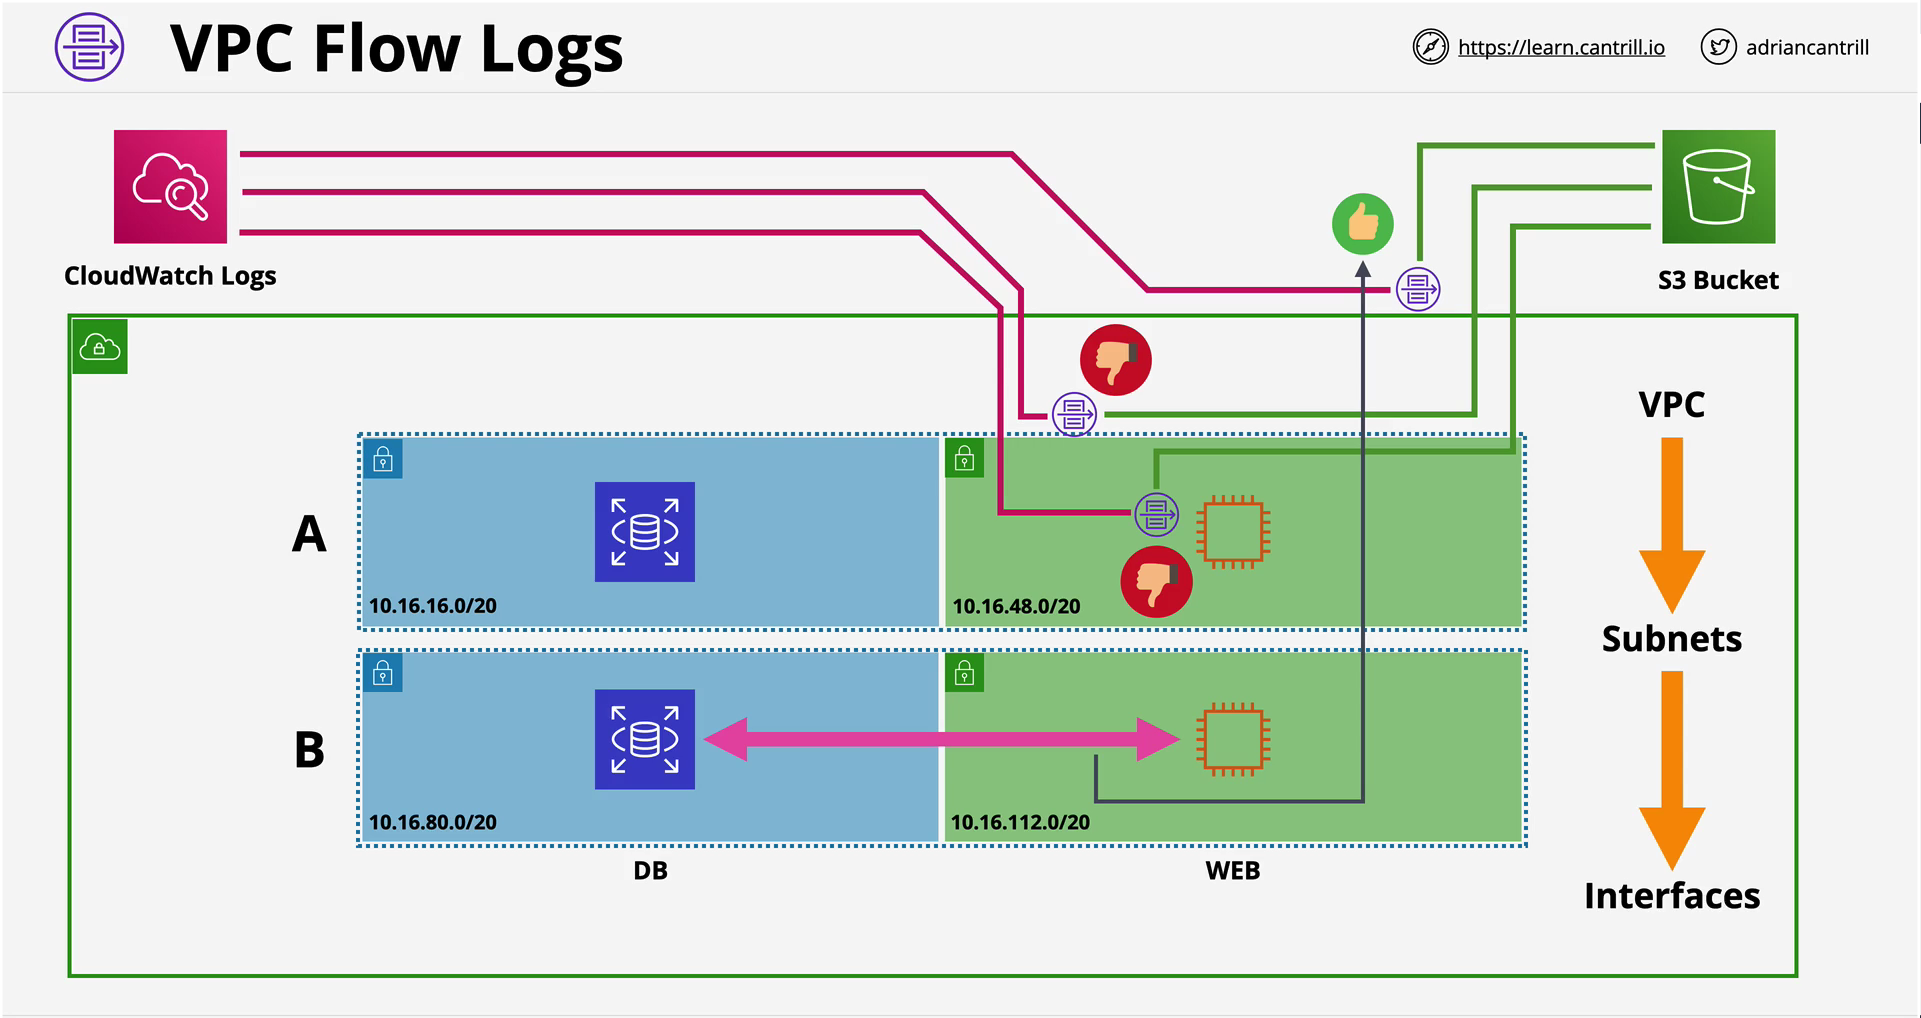 VPC Flow Logs
https://learn.cantrill.io
adriancantrill
CloudWatch Logs
S3 Bucket
VPC
A
10.16.16.0/20
10.16.48.0/20
Subnets
B
10.16.80.0/20
10.16.112.0/20
DB
WEB
Interfaces